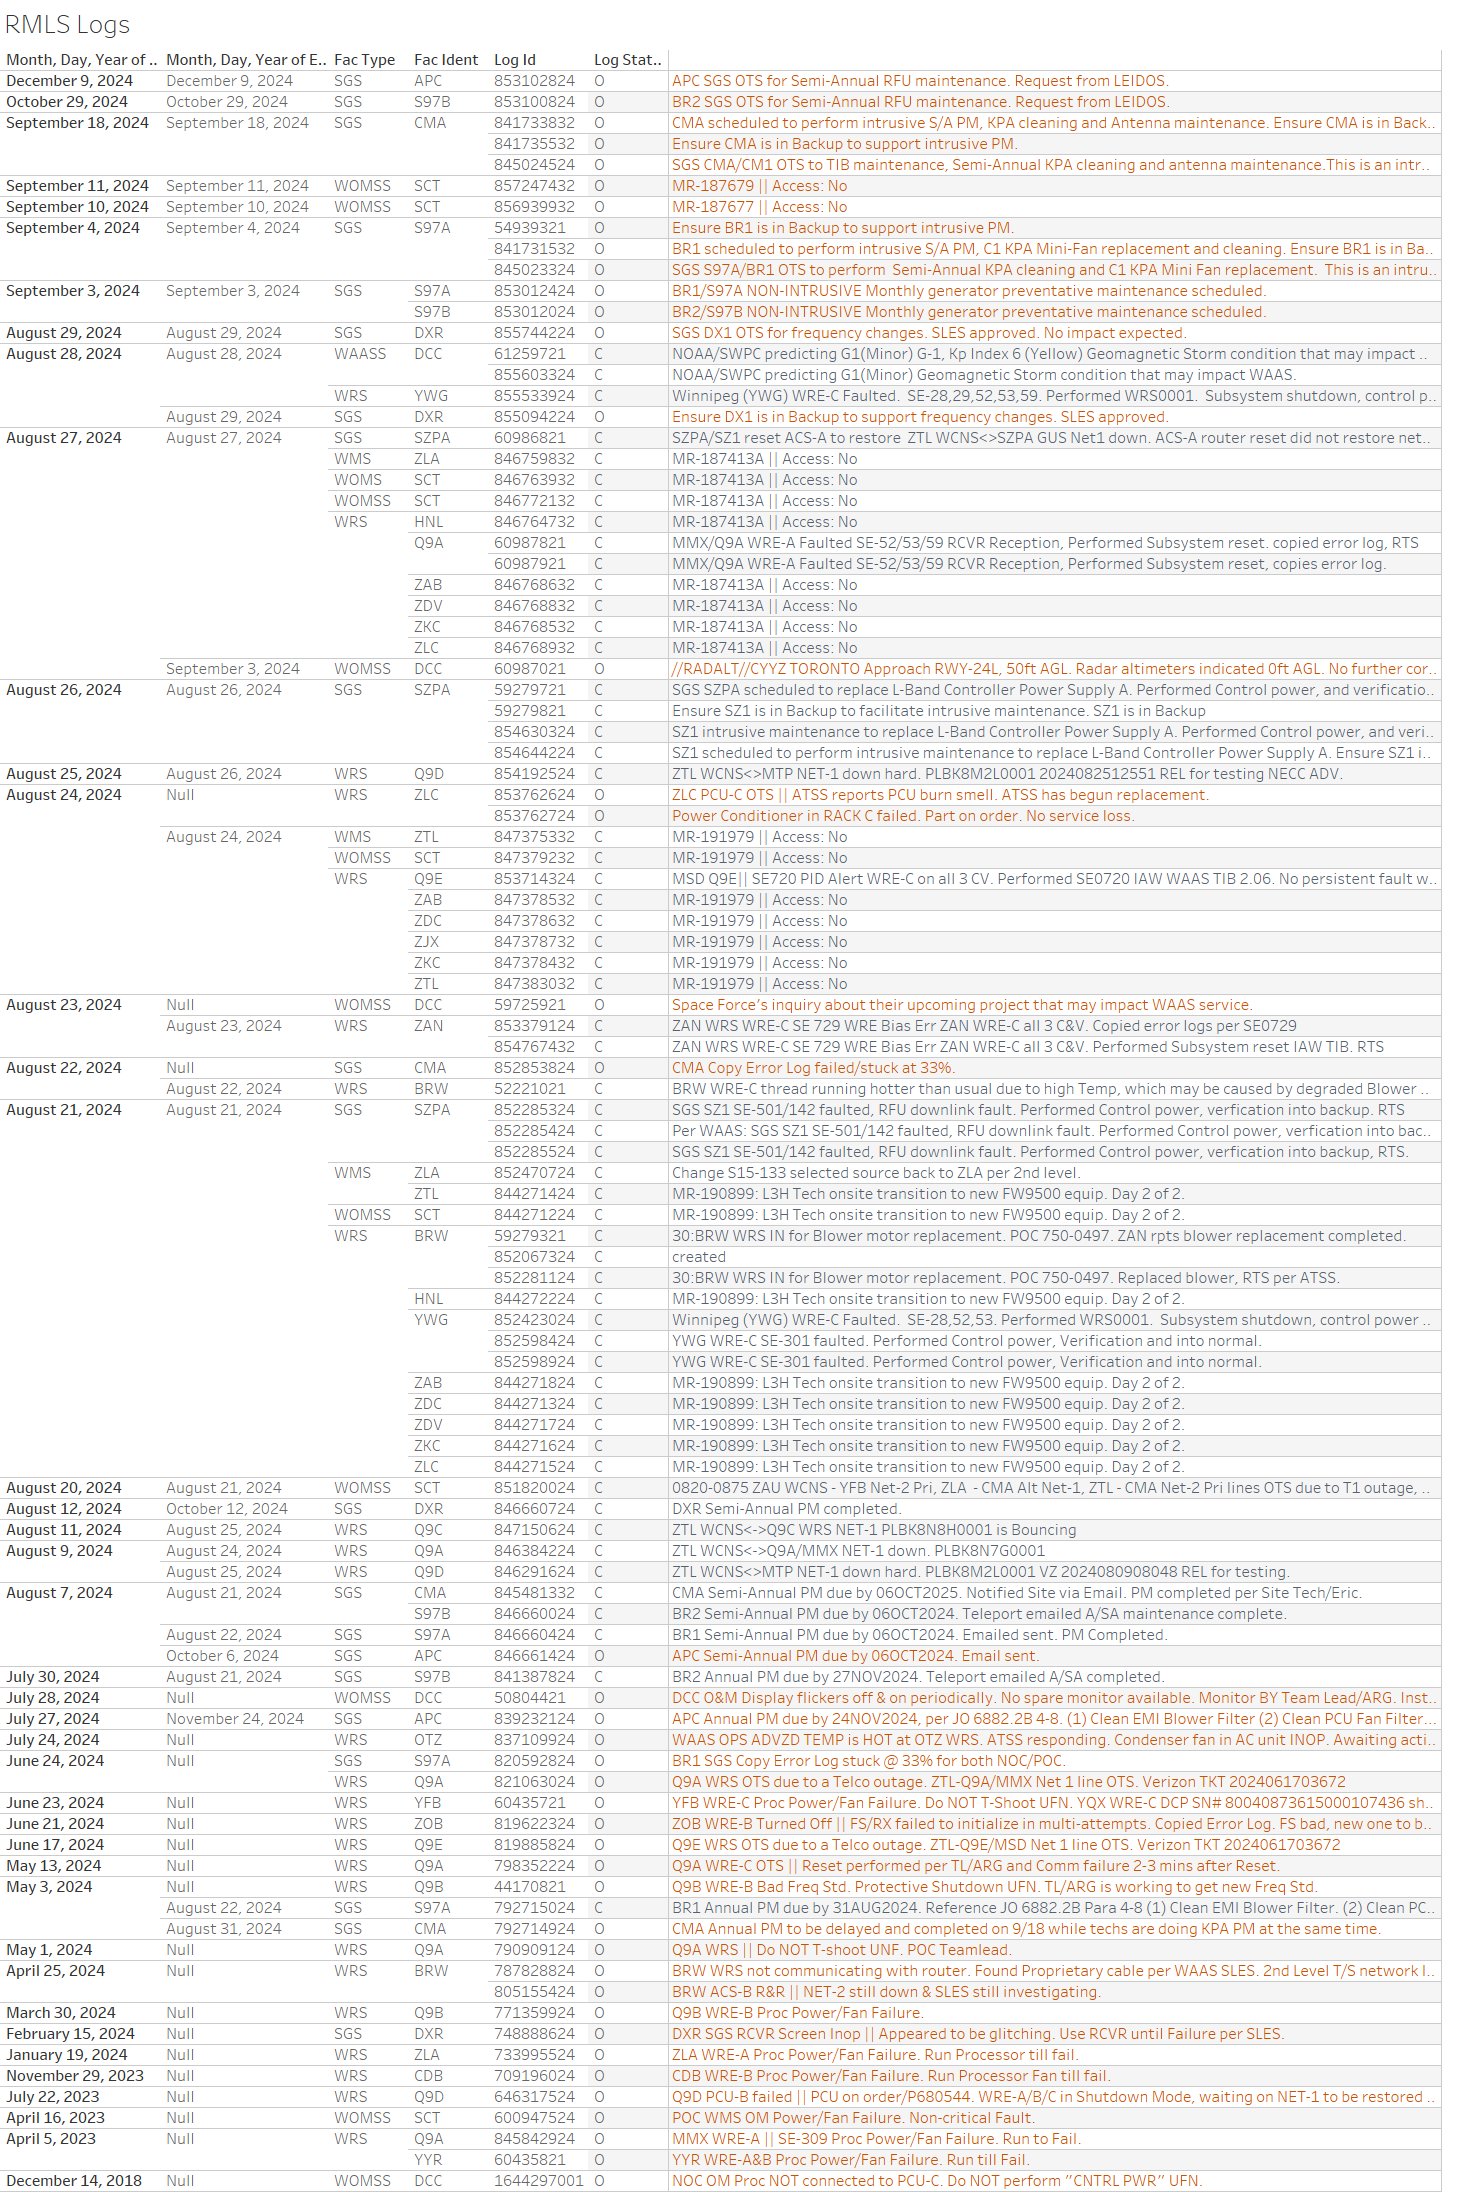 RMLS Logs
Month, Day, Year of .. Month, Day, Year of E.. Fac Type Fac Ident Log Id Log Stat..
December 9, 2024 December 9, 2024 SGS APC 853102824 O APC SGS OTS for Semi-Annual RFU maintenance. Request from LEIDOS.
October 29, 2024 October 29, 2024 SGS S97B 853100824 O BR2 SGS OTS for Semi-Annual RFU maintenance. Request from LEIDOS.
September 18, 2024 September 18, 2024 SGS CMA 841733832 O CMA scheduled to perform intrusive S/A PM, KPA cleaning and Antenna maintenance. Ensure CMA is in Back..
841735532 O Ensure CMA is in Backup to support intrusive PM.
845024524 O SGS CMA/CM1 OTS to TIB maintenance, Semi-Annual KPA cleaning and antenna maintenance.This is an intr..
September 11, 2024 September 11, 2024 WOMSS SCT 857247432 O MR-187679 || Access: No
September 10, 2024 September 10, 2024 WOMSS SCT 856939932 O MR-187677 || Access: No
September 4, 2024 September 4, 2024 SGS S97A 54939321 O Ensure BR1 is in Backup to support intrusive PM.
841731532 O BR1 scheduled to perform intrusive S/A PM, C1 KPA Mini-Fan replacement and cleaning. Ensure BR1 is in Ba..
845023324 O SGS S97A/BR1 OTS to perform  Semi-Annual KPA cleaning and C1 KPA Mini Fan replacement.  This is an intru..
September 3, 2024 September 3, 2024 SGS S97A 853012424 O BR1/S97A NON-INTRUSIVE Monthly generator preventative maintenance scheduled.
S97B 853012024 O BR2/S97B NON-INTRUSIVE Monthly generator preventative maintenance scheduled.
August 29, 2024 August 29, 2024 SGS DXR 855744224 O SGS DX1 OTS for frequency changes. SLES approved. No impact expected.
August 28, 2024 August 28, 2024 WAASS DCC 61259721 C NOAA/SWPC predicting G1(Minor) G-1, Kp Index 6 (Yellow) Geomagnetic Storm condition that may impact ..
855603324 C NOAA/SWPC predicting G1(Minor) Geomagnetic Storm condition that may impact WAAS.
WRS YWG 855533924 C Winnipeg (YWG) WRE-C Faulted.  SE-28,29,52,53,59. Performed WRS0001.  Subsystem shutdown, control p..
August 29, 2024 SGS DXR 855094224 O Ensure DX1 is in Backup to support frequency changes. SLES approved.
August 27, 2024 August 27, 2024 SGS SZPA 60986821 C SZPA/SZ1 reset ACS-A to restore  ZTL WCNS<>SZPA GUS Net1 down. ACS-A router reset did not restore net..
WMS ZLA 846759832 C MR-187413A || Access: No
WOMS SCT 846763932 C MR-187413A || Access: No
WOMSS SCT 846772132 C MR-187413A || Access: No
WRS HNL 846764732 C MR-187413A || Access: No
Q9A 60987821 C MMX/Q9A WRE-A Faulted SE-52/53/59 RCVR Reception, Performed Subsystem reset. copied error log, RTS
60987921 C MMX/Q9A WRE-A Faulted SE-52/53/59 RCVR Reception, Performed Subsystem reset, copies error log.
ZAB 846768632 C MR-187413A || Access: No
ZDV 846768832 C MR-187413A || Access: No
ZKC 846768532 C MR-187413A || Access: No
ZLC 846768932 C MR-187413A || Access: No
September 3, 2024 WOMSS DCC 60987021 O //RADALT//CYYZ TORONTO Approach RWY-24L, 50ft AGL. Radar altimeters indicated 0ft AGL. No further cor..
August 26, 2024 August 26, 2024 SGS SZPA 59279721 C SGS SZPA scheduled to replace L-Band Controller Power Supply A. Performed Control power, and verificatio..
59279821 C Ensure SZ1 is in Backup to facilitate intrusive maintenance. SZ1 is in Backup
854630324 C SZ1 intrusive maintenance to replace L-Band Controller Power Supply A. Performed Control power, and veri..
854644224 C SZ1 scheduled to perform intrusive maintenance to replace L-Band Controller Power Supply A. Ensure SZ1 i..
August 25, 2024 August 26, 2024 WRS Q9D 854192524 C ZTL WCNS<>MTP NET-1 down hard. PLBK8M2L0001 2024082512551 REL for testing NECC ADV.
August 24, 2024 Null WRS ZLC 853762624 O ZLC PCU-C OTS || ATSS reports PCU burn smell. ATSS has begun replacement.
853762724 O Power Conditioner in RACK C failed. Part on order. No service loss.
August 24, 2024 WMS ZTL 847375332 C MR-191979 || Access: No
WOMSS SCT 847379232 C MR-191979 || Access: No
WRS Q9E 853714324 C MSD Q9E|| SE720 PID Alert WRE-C on all 3 CV. Performed SE0720 IAW WAAS TIB 2.06. No persistent fault w..
ZAB 847378532 C MR-191979 || Access: No
ZDC 847378632 C MR-191979 || Access: No
ZJX 847378732 C MR-191979 || Access: No
ZKC 847378432 C MR-191979 || Access: No
ZTL 847383032 C MR-191979 || Access: No
August 23, 2024 Null WOMSS DCC 59725921 O Space Force's inquiry about their upcoming project that may impact WAAS service.
August 23, 2024 WRS ZAN 853379124 C ZAN WRS WRE-C SE 729 WRE Bias Err ZAN WRE-C all 3 C&V. Copied error logs per SE0729
854767432 C ZAN WRS WRE-C SE 729 WRE Bias Err ZAN WRE-C all 3 C&V. Performed Subsystem reset IAW TIB. RTS
August 22, 2024 Null SGS CMA 852853824 O CMA Copy Error Log failed/stuck at 33%.
August 22, 2024 WRS BRW 52221021 C BRW WRE-C thread running hotter than usual due to high Temp, which may be caused by degraded Blower ..
August 21, 2024 August 21, 2024 SGS SZPA 852285324 C SGS SZ1 SE-501/142 faulted, RFU downlink fault. Performed Control power, verfication into backup. RTS
852285424 C Per WAAS: SGS SZ1 SE-501/142 faulted, RFU downlink fault. Performed Control power, verfication into bac..
852285524 C SGS SZ1 SE-501/142 faulted, RFU downlink fault. Performed Control power, verfication into backup, RTS.
WMS ZLA 852470724 C Change S15-133 selected source back to ZLA per 2nd level.
ZTL 844271424 C MR-190899: L3H Tech onsite transition to new FW9500 equip. Day 2 of 2.
WOMSS SCT 844271224 C MR-190899: L3H Tech onsite transition to new FW9500 equip. Day 2 of 2.
WRS BRW 59279321 C 30:BRW WRS IN for Blower motor replacement. POC 750-0497. ZAN rpts blower replacement completed.
852067324 C created
852281124 C 30:BRW WRS IN for Blower motor replacement. POC 750-0497. Replaced blower, RTS per ATSS.
HNL 844272224 C MR-190899: L3H Tech onsite transition to new FW9500 equip. Day 2 of 2.
YWG 852423024 C Winnipeg (YWG) WRE-C Faulted.  SE-28,52,53. Performed WRS0001.  Subsystem shutdown, control power ..
852598424 C YWG WRE-C SE-301 faulted. Performed Control power, Verification and into normal.
852598924 C YWG WRE-C SE-301 faulted. Performed Control power, Verification and into normal.
ZAB 844271824 C MR-190899: L3H Tech onsite transition to new FW9500 equip. Day 2 of 2.
ZDC 844271324 C MR-190899: L3H Tech onsite transition to new FW9500 equip. Day 2 of 2.
ZDV 844271724 C MR-190899: L3H Tech onsite transition to new FW9500 equip. Day 2 of 2.
ZKC 844271624 C MR-190899: L3H Tech onsite transition to new FW9500 equip. Day 2 of 2.
ZLC 844271524 C MR-190899: L3H Tech onsite transition to new FW9500 equip. Day 2 of 2.
August 20, 2024 August 21, 2024 WOMSS SCT 851820024 C 0820-0875 ZAU WCNS - YFB Net-2 Pri, ZLA  - CMA Alt Net-1, ZTL - CMA Net-2 Pri lines OTS due to T1 outage, ..
August 12, 2024 October 12, 2024 SGS DXR 846660724 C DXR Semi-Annual PM completed.
August 11, 2024 August 25, 2024 WRS Q9C 847150624 C ZTL WCNS<->Q9C WRS NET-1 PLBK8N8H0001 is Bouncing
August 9, 2024 August 24, 2024 WRS Q9A 846384224 C ZTL WCNS<->Q9A/MMX NET-1 down. PLBK8N7G0001
August 25, 2024 WRS Q9D 846291624 C ZTL WCNS<>MTP NET-1 down hard. PLBK8M2L0001 VZ 2024080908048 REL for testing.
August 7, 2024 August 21, 2024 SGS CMA 845481332 C CMA Semi-Annual PM due by 06OCT2025. Notified Site via Email. PM completed per Site Tech/Eric.
S97B 846660024 C BR2 Semi-Annual PM due by 06OCT2024. Teleport emailed A/SA maintenance complete.
August 22, 2024 SGS S97A 846660424 C BR1 Semi-Annual PM due by 06OCT2024. Emailed sent. PM Completed.
October 6, 2024 SGS APC 846661424 O APC Semi-Annual PM due by 06OCT2024. Email sent.
July 30, 2024 August 21, 2024 SGS S97B 841387824 C BR2 Annual PM due by 27NOV2024. Teleport emailed A/SA completed.
July 28, 2024 Null WOMSS DCC 50804421 O DCC O&M Display flickers off & on periodically. No spare monitor available. Monitor BY Team Lead/ARG. Inst..
July 27, 2024 November 24, 2024 SGS APC 839232124 O APC Annual PM due by 24NOV2024, per JO 6882.2B 4-8. (1) Clean EMI Blower Filter (2) Clean PCU Fan Filter...
July 24, 2024 Null WRS OTZ 837109924 O WAAS OPS ADVZD TEMP is HOT at OTZ WRS. ATSS responding. Condenser fan in AC unit INOP. Awaiting acti..
June 24, 2024 Null SGS S97A 820592824 O BR1 SGS Copy Error Log stuck @ 33% for both NOC/POC.
WRS Q9A 821063024 O Q9A WRS OTS due to a Telco outage. ZTL-Q9A/MMX Net 1 line OTS. Verizon TKT 2024061703672
June 23, 2024 Null WRS YFB 60435721 O YFB WRE-C Proc Power/Fan Failure. Do NOT T-Shoot UFN. YQX WRE-C DCP SN# 80040873615000107436 sh..
June 21, 2024 Null WRS ZOB 819622324 O ZOB WRE-B Turned Off || FS/RX failed to initialize in multi-attempts. Copied Error Log. FS bad, new one to b..
June 17, 2024 Null WRS Q9E 819885824 O Q9E WRS OTS due to a Telco outage. ZTL-Q9E/MSD Net 1 line OTS. Verizon TKT 2024061703672
May 13, 2024 Null WRS Q9A 798352224 O Q9A WRE-C OTS || Reset performed per TL/ARG and Comm failure 2-3 mins after Reset.
May 3, 2024 Null WRS Q9B 44170821 O Q9B WRE-B Bad Freq Std. Protective Shutdown UFN. TL/ARG is working to get new Freq Std.
August 22, 2024 SGS S97A 792715024 C BR1 Annual PM due by 31AUG2024. Reference JO 6882.2B Para 4-8 (1) Clean EMI Blower Filter. (2) Clean PC..
August 31, 2024 SGS CMA 792714924 O CMA Annual PM to be delayed and completed on 9/18 while techs are doing KPA PM at the same time.
May 1, 2024 Null WRS Q9A 790909124 O Q9A WRS || Do NOT T-shoot UNF. POC Teamlead.
April 25, 2024 Null WRS BRW 787828824 O BRW WRS not communicating with router. Found Proprietary cable per WAAS SLES. 2nd Level T/S network l..
805155424 O BRW ACS-B R&R || NET-2 still down & SLES still investigating.
March 30, 2024 Null WRS Q9B 771359924 O Q9B WRE-B Proc Power/Fan Failure.
February 15, 2024 Null SGS DXR 748888624 O DXR SGS RCVR Screen Inop || Appeared to be glitching. Use RCVR until Failure per SLES.
January 19, 2024 Null WRS ZLA 733995524 O ZLA WRE-A Proc Power/Fan Failure. Run Processor till fail.
November 29, 2023 Null WRS CDB 709196024 O CDB WRE-B Proc Power/Fan Failure. Run Processor Fan till fail.
July 22, 2023 Null WRS Q9D 646317524 O Q9D PCU-B failed || PCU on order/P680544. WRE-A/B/C in Shutdown Mode, waiting on NET-1 to be restored ..
April 16, 2023 Null WOMSS SCT 600947524 O POC WMS OM Power/Fan Failure. Non-critical Fault.
April 5, 2023 Null WRS Q9A 845842924 O MMX WRE-A || SE-309 Proc Power/Fan Failure. Run to Fail.
YYR 60435821 O YYR WRE-A&B Proc Power/Fan Failure. Run till Fail.
December 14, 2018 Null WOMSS DCC 1644297001 O NOC OM Proc NOT connected to PCU-C. Do NOT perform "CNTRL PWR" UFN.